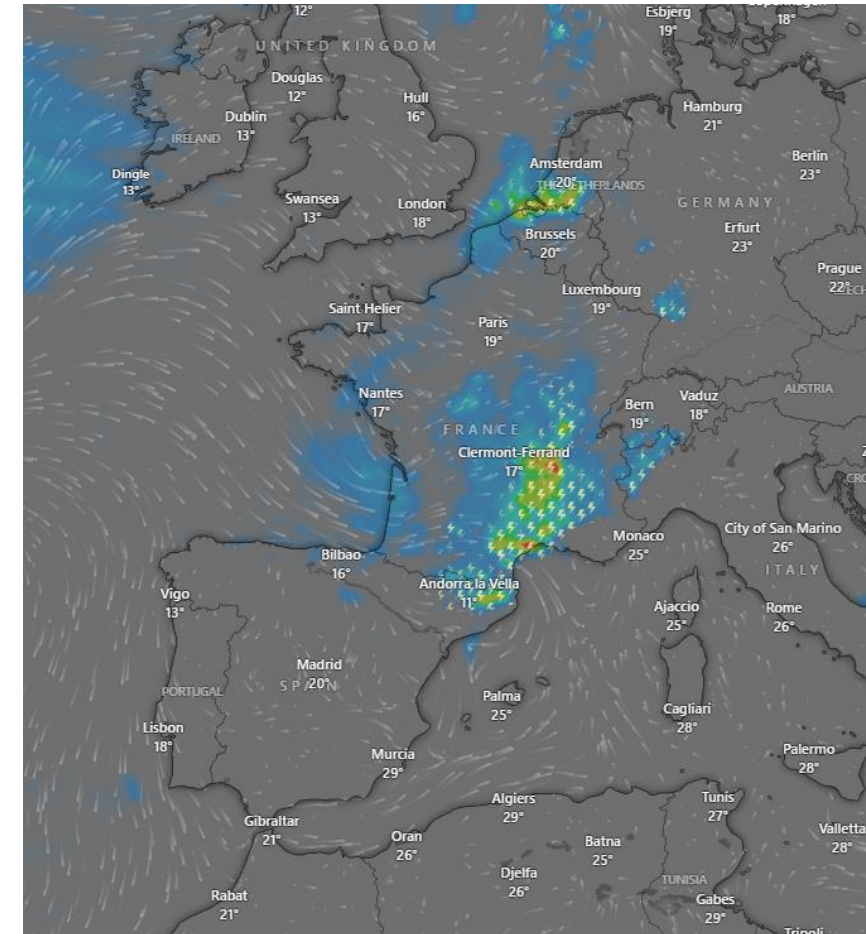 12°
Esbjerg
19°
18°
UNITED KINGDOM
Douglas
12°
Hull
16°
Hamburg
21°
Dublin
13°
IRELAND
Amsterdam
20°
THE NETHERLANDS
Berlin
23°
Dingle
13°
Swansea
13°
London
18°
GERMANY
Brussels
20°
Erfurt
23°
Prague
22°
Luxembourg
19°
Saint Helier
17°
Paris
19°
Nantes
17°
Bern
19°
Vaduz
18°
AUSTRIA
FRANCE
Clermont-Ferrand
17°
CRO
Monaco
25°
City of San Marino
26°
Bilbao
16°
ITALY
Andorra la Vella
11°
Vigo
13°
Ajaccio
25°
Rome
26°
Madrid
20°
SPAIN
PORTUGAL
Palma
25°
Cagliari
28°
Lisbon
18°
Murcia
29°
Palermo
28°
Algiers
29°
Tunis
27°
Gibraltar
21°
Oran
26°
Batna
25°
Valletta
28°
Djelfa
26°
TUNISIA
Rabat
21°
Gabes
29°
Tripoli